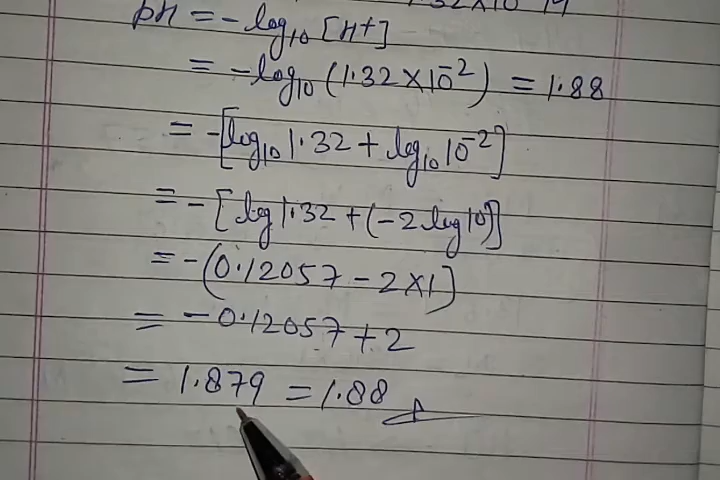 pH = -log₁₀ [H+]
= -log₁₀ (1.32 × 10⁻²) = 1.88
= -[log₁₀ 1.32 + log₁₀ 10⁻²]
= -[log 1.32 + (-2 log 10)]
= -(0.12057 - 2×1)
= -0.12057 + 2
= 1.879 = 1.88